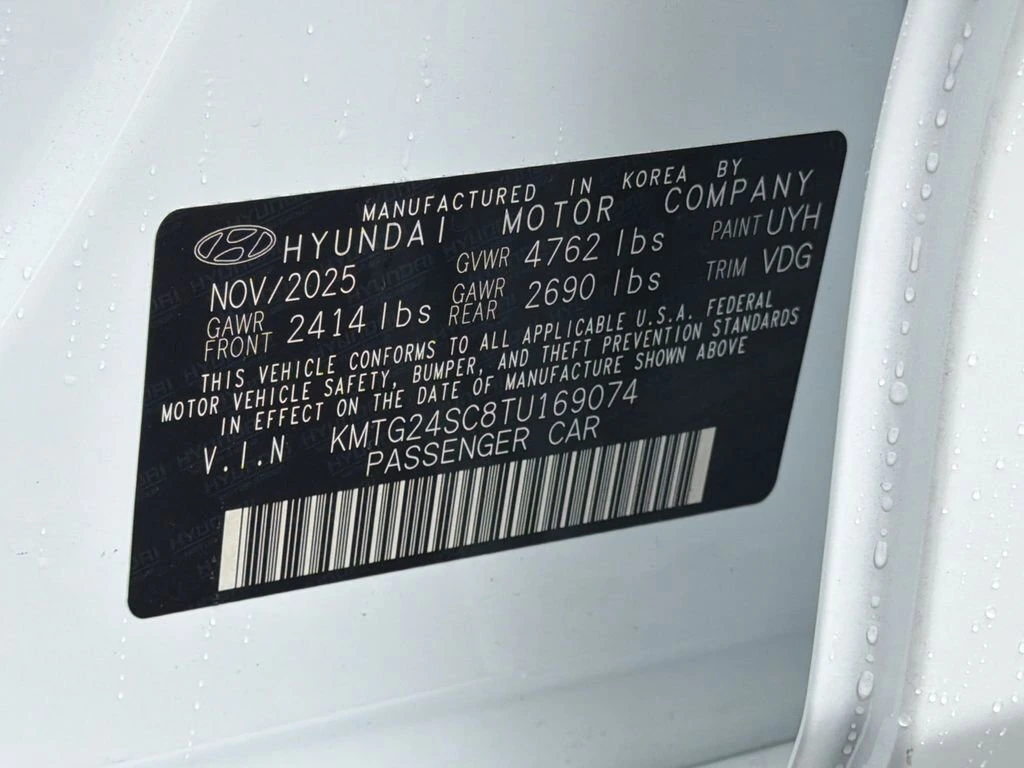 MANUFACTURED IN KOREA BY
HYUNDAI MOTOR COMPANY
NOV/2025 GVWR 4762 lbs PAINT UYH
GAWR FRONT 2414 lbs GAWR REAR 2690 lbs TRIM VDG
THIS VEHICLE CONFORMS TO ALL APPLICABLE U.S.A. FEDERAL
MOTOR VEHICLE SAFETY, BUMPER, AND THEFT PREVENTION STANDARDS
IN EFFECT ON THE DATE OF MANUFACTURE SHOWN ABOVE
V.I.N KMTG24SC8TU169074
PASSENGER CAR